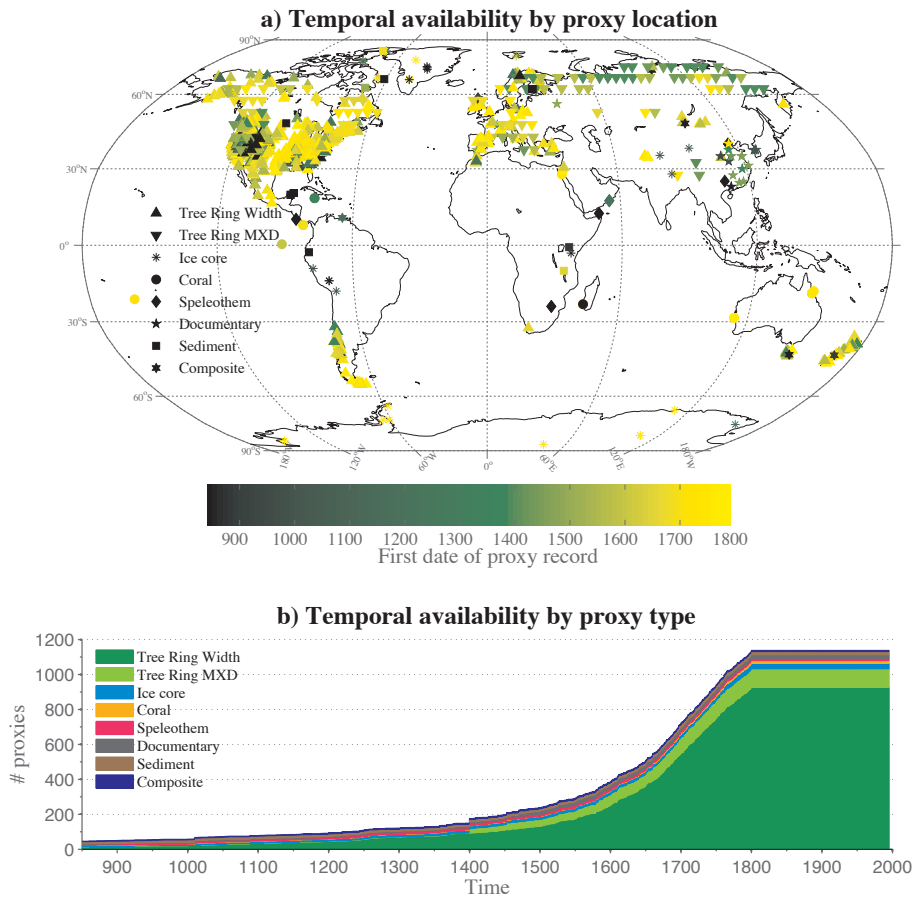 a) Temporal availability by proxy location
90°N
60°N
30°N
0°
30°S
60°S
90°S
Tree Ring Width
Tree Ring MXD
Ice core
Coral
Speleothem
Documentary
Sediment
Composite
180°W 120°W 60°W 0° 60°E 120°E 180°W
900 1000 1100 1200 1300 1400 1500 1600 1700 1800
First date of proxy record
b) Temporal availability by proxy type
# proxies
1200
1000
800
600
400
200
0
Tree Ring Width
Tree Ring MXD
Ice core
Coral
Speleothem
Documentary
Sediment
Composite
900 1000 1100 1200 1300 1400 1500 1600 1700 1800 1900 2000
Time